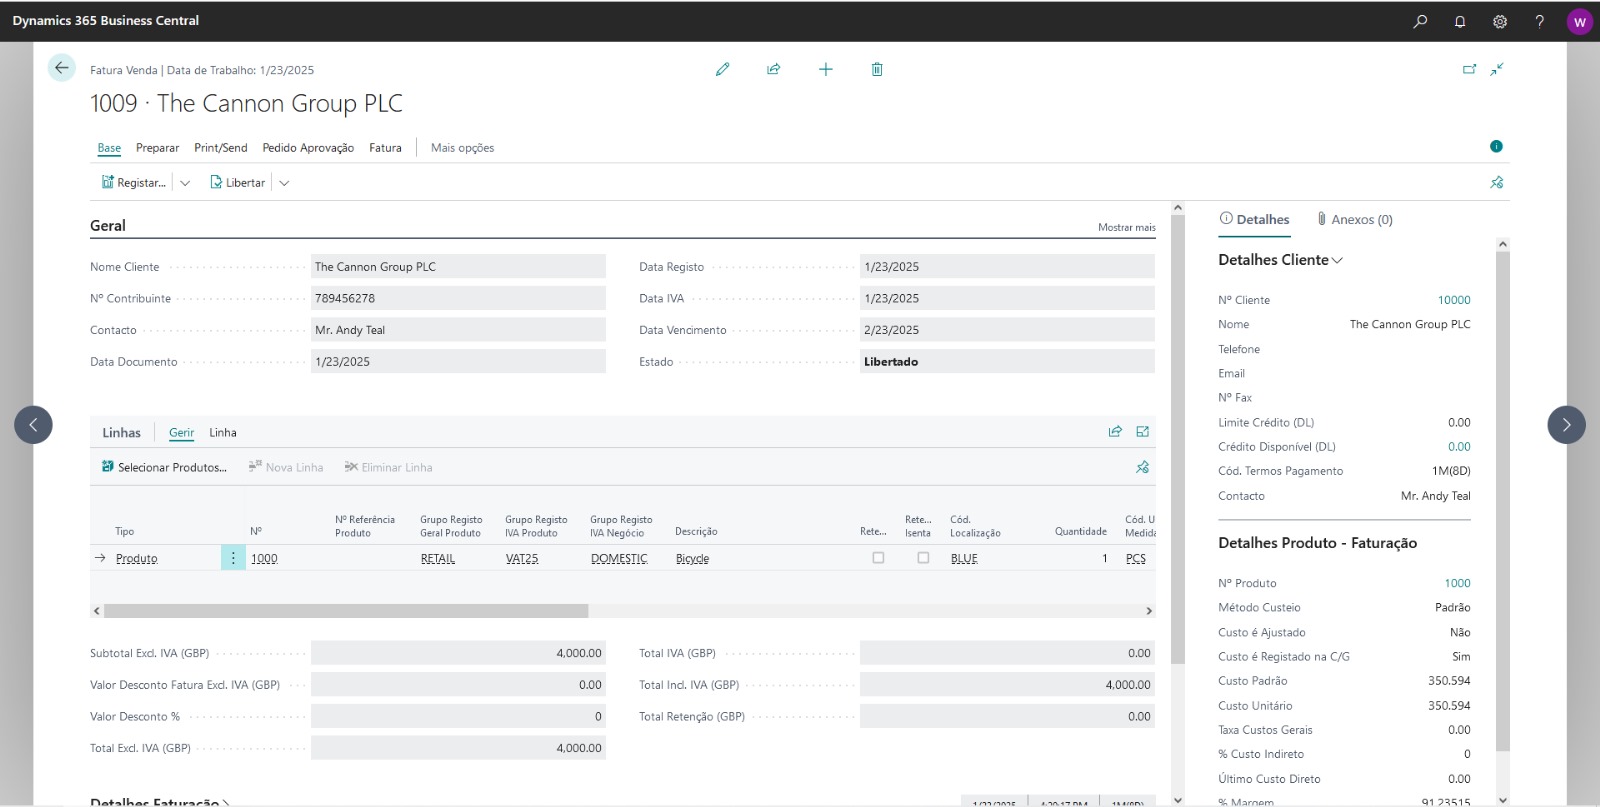 Dynamics 365 Business Central
W
Fatura Venda | Data de Trabalho: 1/23/2025
1009 · The Cannon Group PLC
Base Preparar Print/Send Pedido Aprovação Fatura Mais opções
Registar... Libertar
Geral Mostrar mais
Nome Cliente The Cannon Group PLC Data Registo 1/23/2025
Nº Contribuinte 789456278 Data IVA 1/23/2025
Contacto Mr. Andy Teal Data Vencimento 2/23/2025
Data Documento 1/23/2025 Estado Libertado
Linhas Gerir Linha
Selecionar Produtos... Nova Linha Eliminar Linha
Tipo Nº Nº Referência Produto Grupo Registo Geral Produto Grupo Registo IVA Produto Grupo Registo IVA Negócio Descrição Rete... Rete... Isenta Cód. Localização Quantidade Cód. U Medida
Produto 1000 RETAIL VAT25 DOMESTIC Bicycle BLUE 1 PCS
Subtotal Excl. IVA (GBP) 4,000.00 Total IVA (GBP) 0.00
Valor Desconto Fatura Excl. IVA (GBP) 0.00 Total Incl. IVA (GBP) 4,000.00
Valor Desconto % 0 Total Retenção (GBP) 0.00
Total Excl. IVA (GBP) 4,000.00
Detalhes Faturação 1/23/2025 4:20:17 PM 1M(8D)
Detalhes Anexos (0)
Detalhes Cliente
Nº Cliente 10000
Nome The Cannon Group PLC
Telefone
Email
Nº Fax
Limite Crédito (DL) 0.00
Crédito Disponível (DL) 0.00
Cód. Termos Pagamento 1M(8D)
Contacto Mr. Andy Teal
Detalhes Produto - Faturação
Nº Produto 1000
Método Custeio Padrão
Custo é Ajustado Não
Custo é Registado na C/G Sim
Custo Padrão 350.594
Custo Unitário 350.594
Taxa Custos Gerais 0.00
% Custo Indireto 0
Último Custo Direto 0.00
% Margem 91.23515